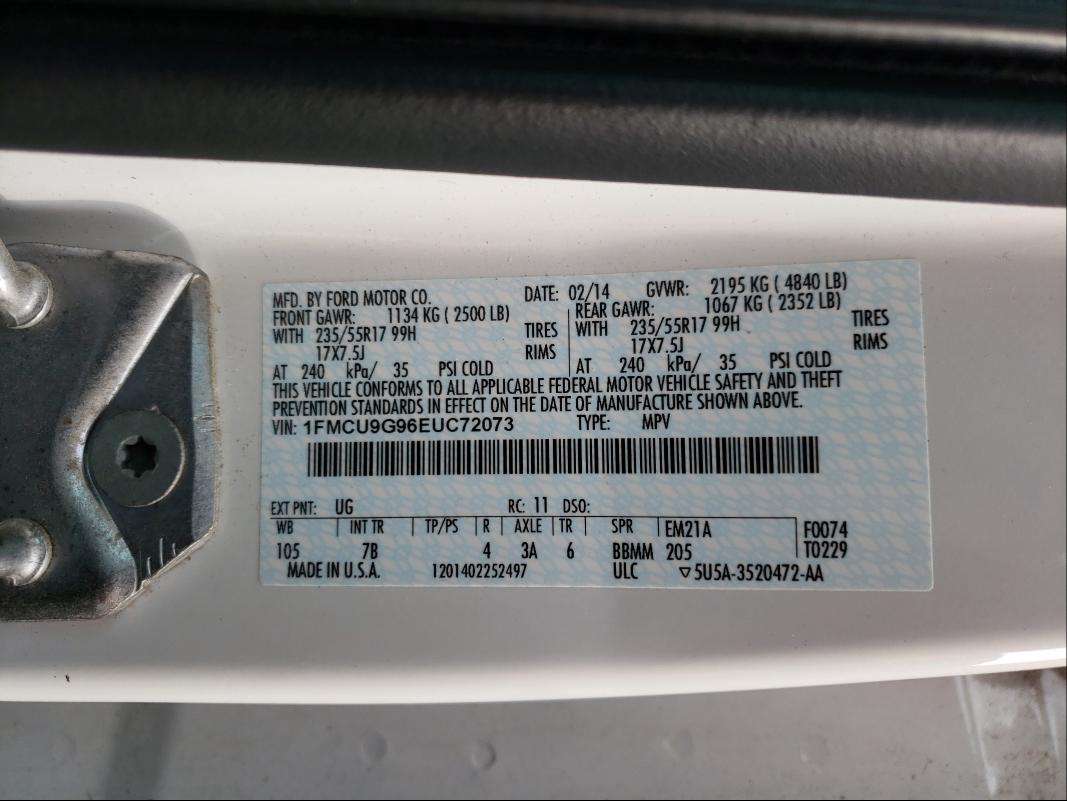 MFD. BY FORD MOTOR CO. DATE: 02/14 GVWR: 2195 KG ( 4840 LB)
FRONT GAWR: 1134 KG ( 2500 LB) REAR GAWR: 1067 KG ( 2352 LB)
WITH 235/55R17 99H TIRES WITH 235/55R17 99H TIRES
17X7.5J RIMS 17X7.5J RIMS
AT 240 kPa/ 35 PSI COLD AT 240 kPa/ 35 PSI COLD
THIS VEHICLE CONFORMS TO ALL APPLICABLE FEDERAL MOTOR VEHICLE SAFETY AND THEFT
PREVENTION STANDARDS IN EFFECT ON THE DATE OF MANUFACTURE SHOWN ABOVE.
VIN: 1FMCU9G96EUC72073 TYPE: MPV
EXT PNT: UG RC: 11 DSO:
WB INT TR TP/PS R AXLE TR SPR EM21A F0074
105 7B 4 3A 6 BBMM 205 T0229
MADE IN U.S.A. 1201402252497 ULC ▽5U5A-3520472-AA